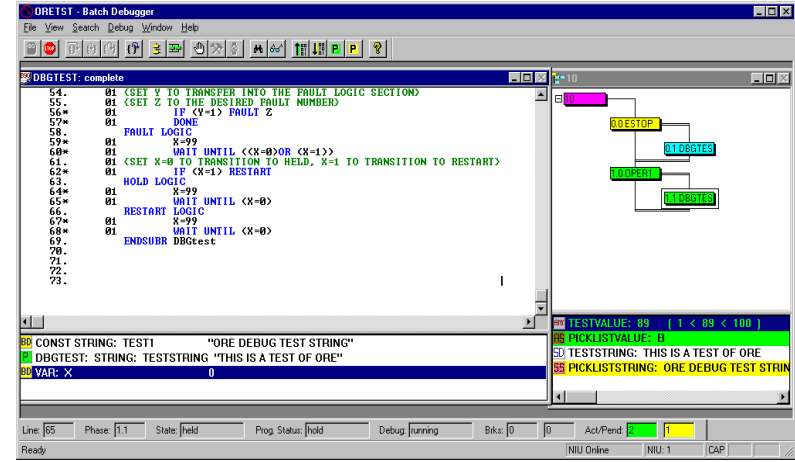 ORETST - Batch Debugger
File View Search Debug Window Help
DBGTEST: complete
54. 01 {SET Y TO TRANSFER INTO THE FAULT LOGIC SECTION}
55. 01 {SET Z TO THE DESIRED FAULT NUMBER}
56* 01 IF (Y=1) FAULT Z
57* 01 DONE
58. FAULT LOGIC
59* 01 X=99
60* 01 WAIT UNTIL ((X=0)OR (X=1))
61. 01 {SET X=0 TO TRANSITION TO HELD, X=1 TO TRANSITION TO RESTART}
62* 01 IF (X=1) RESTART
63. HOLD LOGIC
64* 01 X=99
65* 01 WAIT UNTIL (X=0)
66. RESTART LOGIC
67* 01 X=99
68* 01 WAIT UNTIL (X=0)
69. ENDSUBR DBGtest
70.
71.
72.
73.
10
10
0.0 ESTOP
0.1 DBGTES
1.0 OPER1
1.1 DBGTES
BD CONST STRING: TEST1 "ORE DEBUG TEST STRING"
P DBGTEST: STRING: TESTSTRING "THIS IS A TEST OF ORE"
BD VAR: X 0
TESTVALUE: 89 ( 1 < 89 < 100 )
PICKLISTVALUE: B
SD TESTSTRING: THIS IS A TEST OF ORE
SS PICKLISTSTRING: ORE DEBUG TEST STRIN
Line: 65 Phase: 1.1 State: held Prog. Status: hold Debug: running Brks: 0 0 Act/Pend: 2 1
Ready NIU Online NIU: 1 CAP